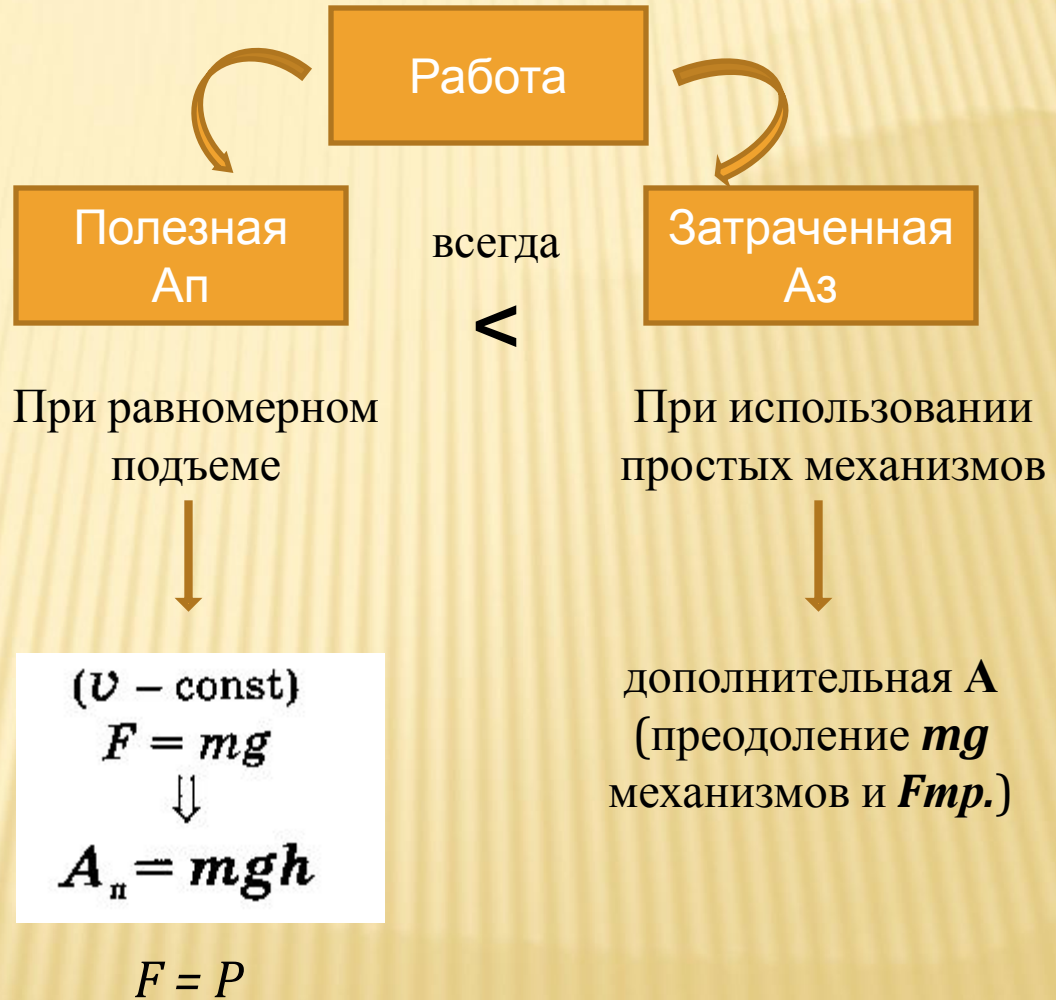 Работа
Полезная
Ап
всегда
<
Затраченная
Аз
При равномерном
подъеме
(υ – const)
F = mg
⇓
Aп = mgh
F = P
При использовании
простых механизмов
дополнительная А
(преодоление mg
механизмов и Fтр.)